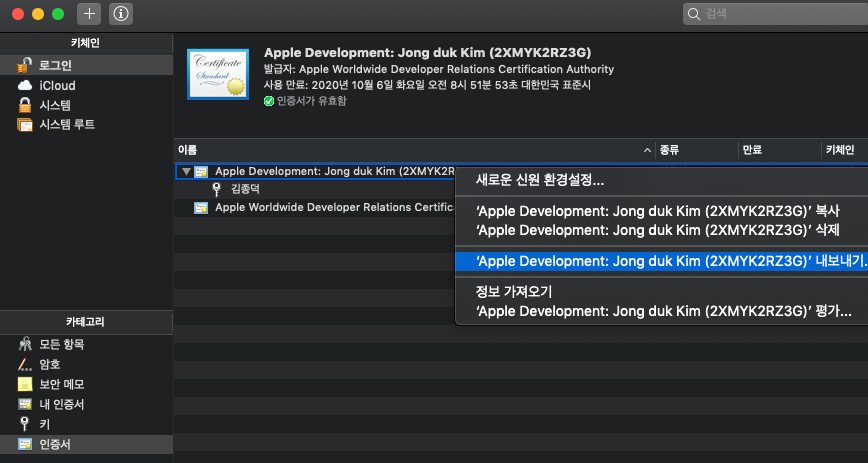 검색
키체인
로그인
iCloud
시스템
시스템 루트
Certificate
Standard
Apple Development: Jong duk Kim (2XMYK2RZ3G)
발급자: Apple Worldwide Developer Relations Certification Authority
사용 만료: 2020년 10월 6일 화요일 오전 8시 51분 53초 대한민국 표준시
인증서가 유효함
이름 종류 만료 키체인
Apple Development: Jong duk Kim (2XMYK2R
김종덕
Apple Worldwide Developer Relations Certifica
새로운 신원 환경설정...
‘Apple Development: Jong duk Kim (2XMYK2RZ3G)’ 복사
‘Apple Development: Jong duk Kim (2XMYK2RZ3G)’ 삭제
‘Apple Development: Jong duk Kim (2XMYK2RZ3G)’ 내보내기...
정보 가져오기
‘Apple Development: Jong duk Kim (2XMYK2RZ3G)’ 평가...
카테고리
모든 항목
암호
보안 메모
내 인증서
키
인증서